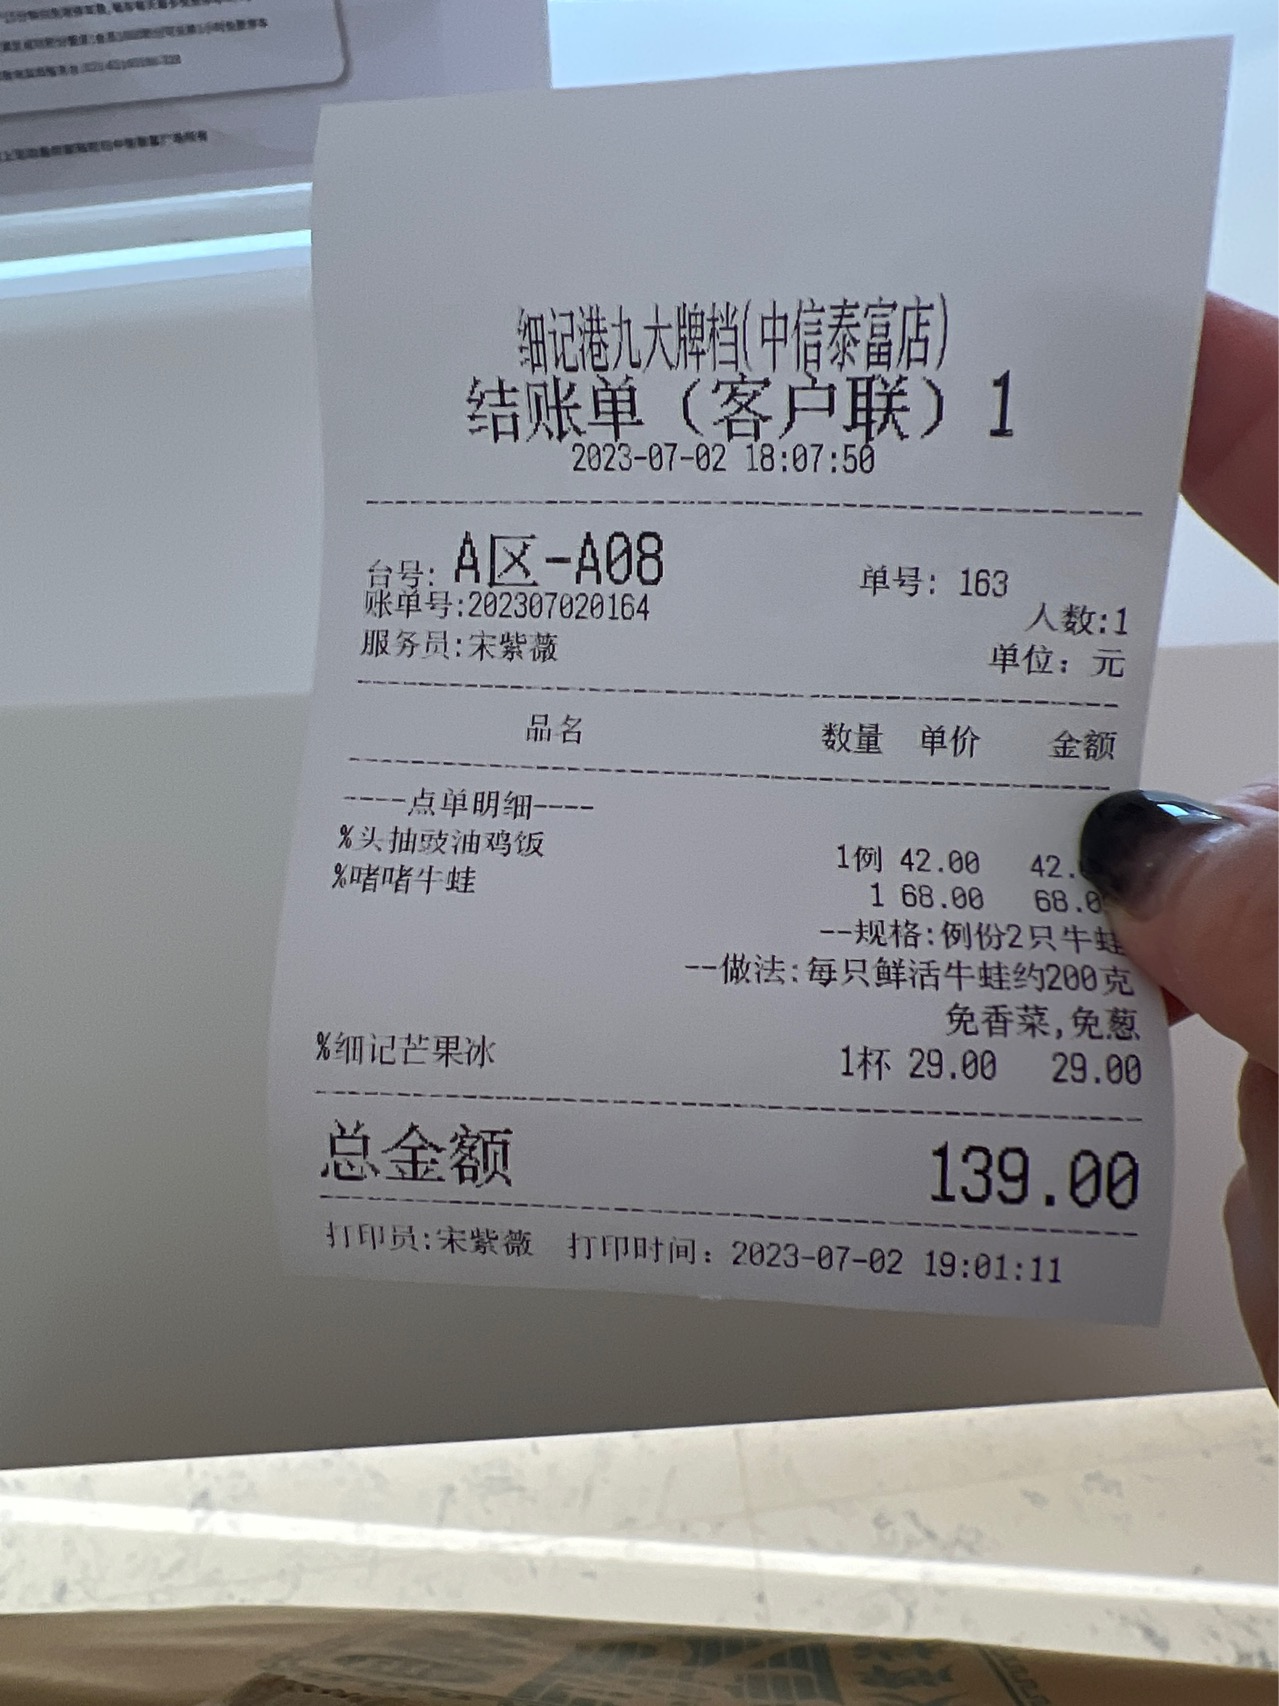 细记港九大牌档(中信泰富店)
结账单（客户联）1
2023-07-02 18:07:50
台号: A区-A08 单号: 163
账单号:202307020164 人数:1
服务员:宋紫薇 单位: 元
品名 数量 单价 金额
----点单明细----
%头抽豉油鸡饭 1例 42.00 42.
%啫啫牛蛙 1 68.00 68.0
--规格:例份2只牛蛙
--做法:每只鲜活牛蛙约200克
免香菜,免葱
%细记芒果冰 1杯 29.00 29.00
总金额 139.00
打印员:宋紫薇 打印时间: 2023-07-02 19:01:11